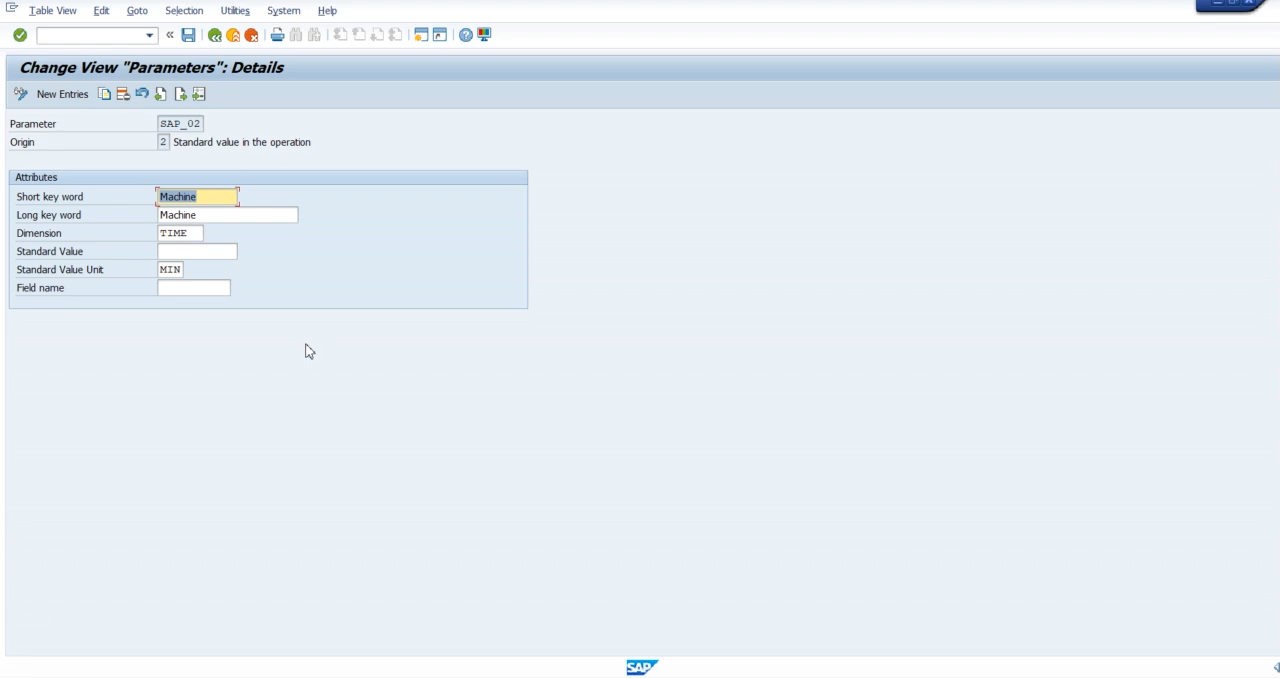 Table View Edit Goto Selection Utilities System Help
Change View "Parameters": Details
New Entries
Parameter SAP_02
Origin 2 Standard value in the operation
Attributes
Short key word Machine
Long key word Machine
Dimension TIME
Standard Value
Standard Value Unit MIN
Field name
SAP